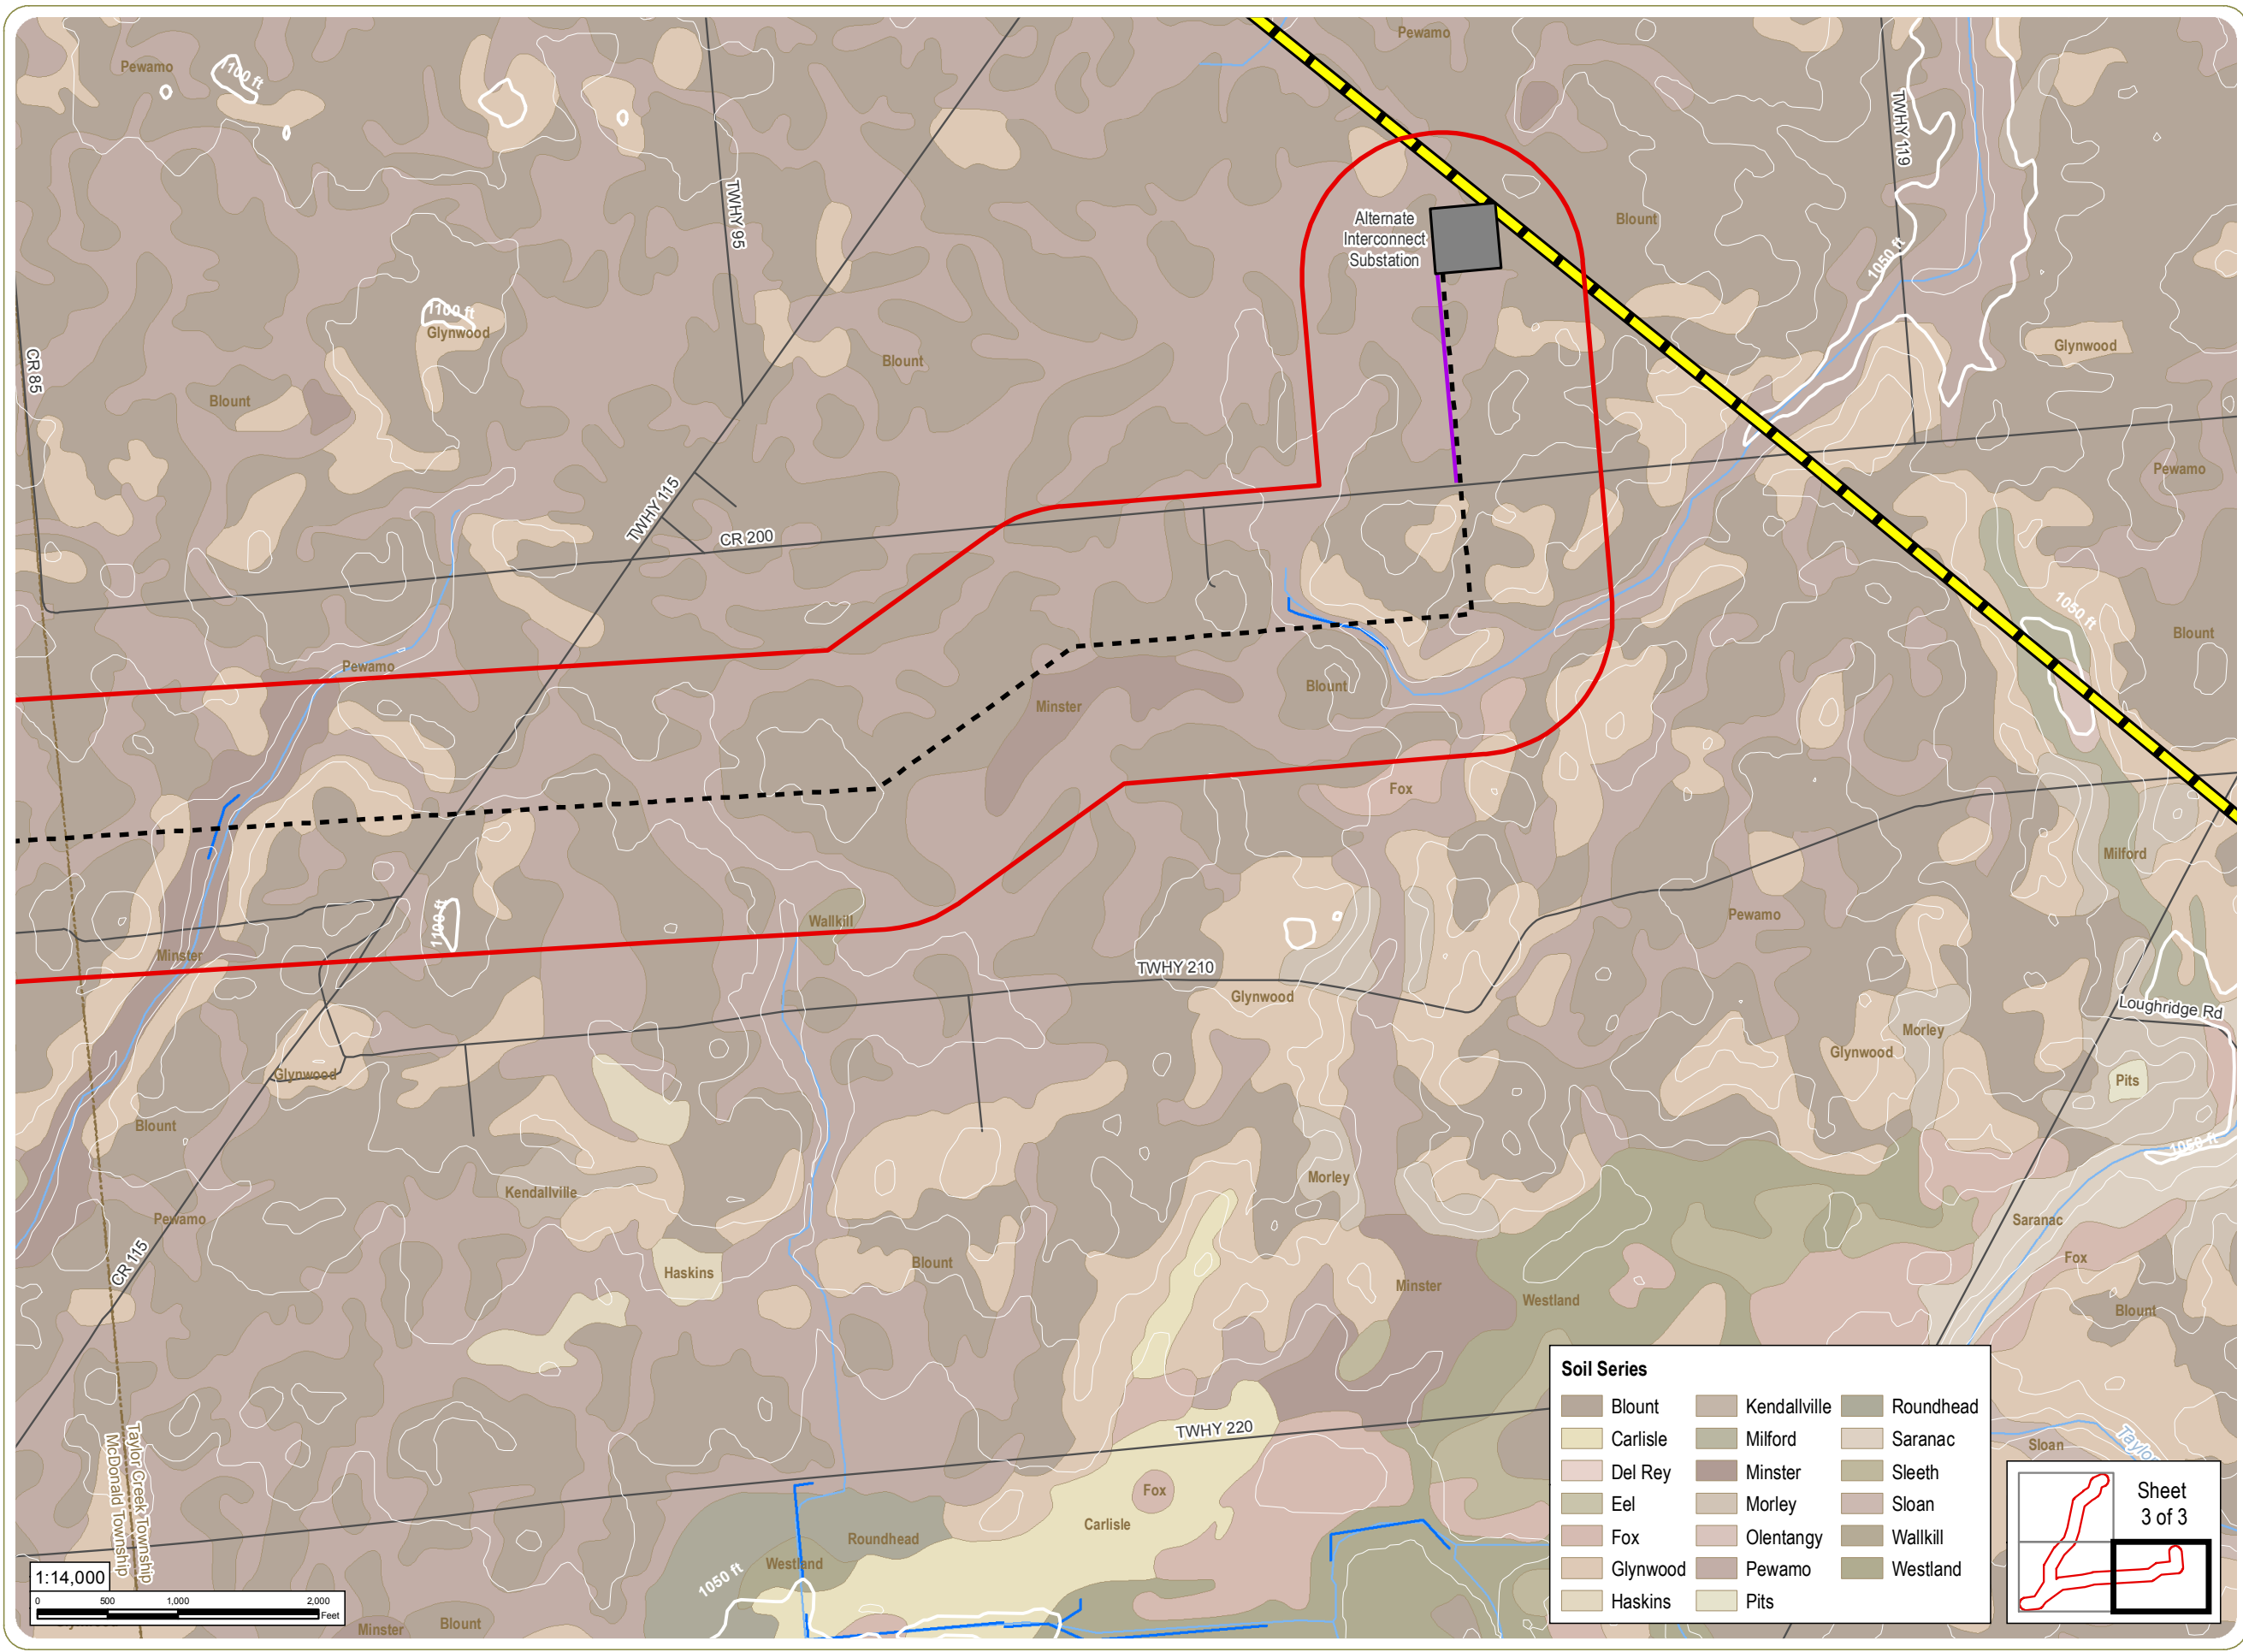 Pewamo
Pewamo
1100 ft
TWHY 95
TWHY 119
Alternate
Interconnect
Substation
Blount
1050 ft
1100 ft
Glynwood
Glynwood
CR 85
Blount
Blount
Pewamo
TWHY 115
CR 200
1050 ft
Blount
Pewamo
Blount
Minster
Fox
Milford
1100 ft
Wallkill
Pewamo
Minster
TWHY 210
Glynwood
Loughridge Rd
Morley
Glynwood
Glynwood
Pits
Blount
1050 ft
Morley
Kendallville
Pewamo
Saranac
CR 115
Blount
Fox
Haskins
Minster
Westland
Blount
TWHY 220
Taylor Creek Township
McDonald Township
Fox
Carlisle
Roundhead
Westland
1050 ft
Sloan
Minster
Blount
1:14,000
0 500 1,000 2,000
Feet
Soil Series
Blount
Carlisle
Del Rey
Eel
Fox
Glynwood
Haskins
Kendallville
Milford
Minster
Morley
Olentangy
Pewamo
Pits
Roundhead
Saranac
Sleeth
Sloan
Wallkill
Westland
Sheet
3 of 3